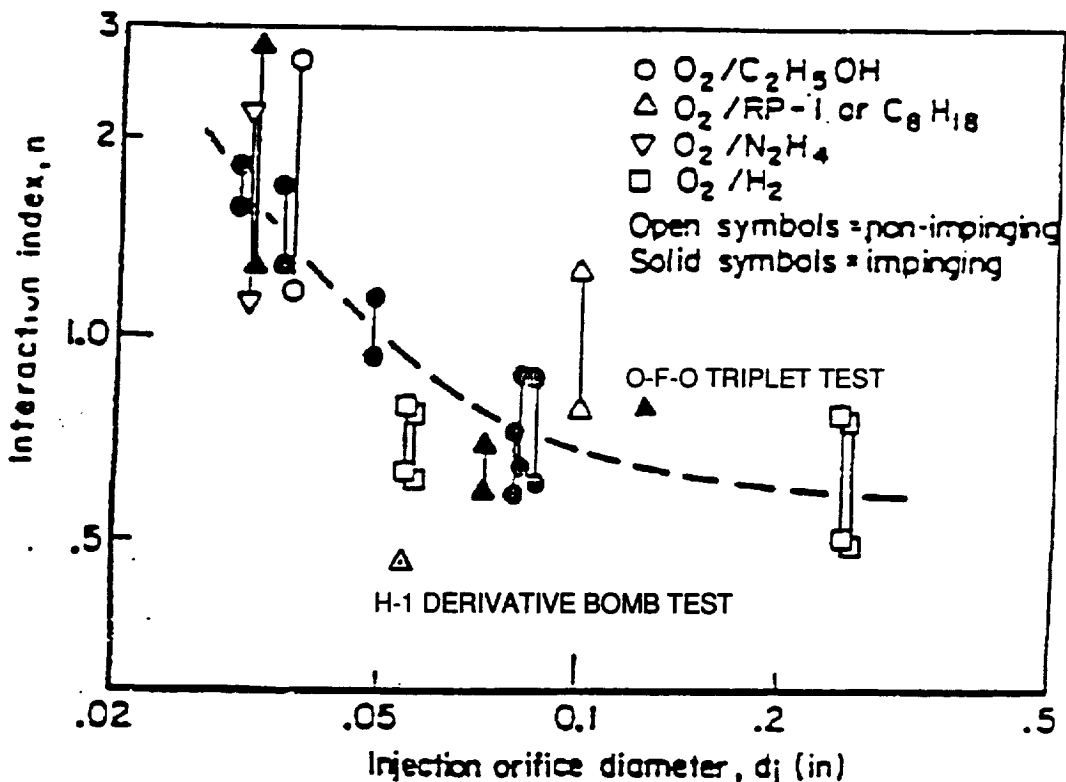 3
2
1.0
.5
Interaction index, n
○ O₂/C₂H₅OH
△ O₂/RP-1 or C₈H₁₈
▽ O₂/N₂H₄
□ O₂/H₂
Open symbols = non-impinging
Solid symbols = impinging
O-F-O TRIPLET TEST
H-1 DERIVATIVE BOMB TEST
.02
.05
0.1
.2
.5
Injection orifice diameter, dj (in)